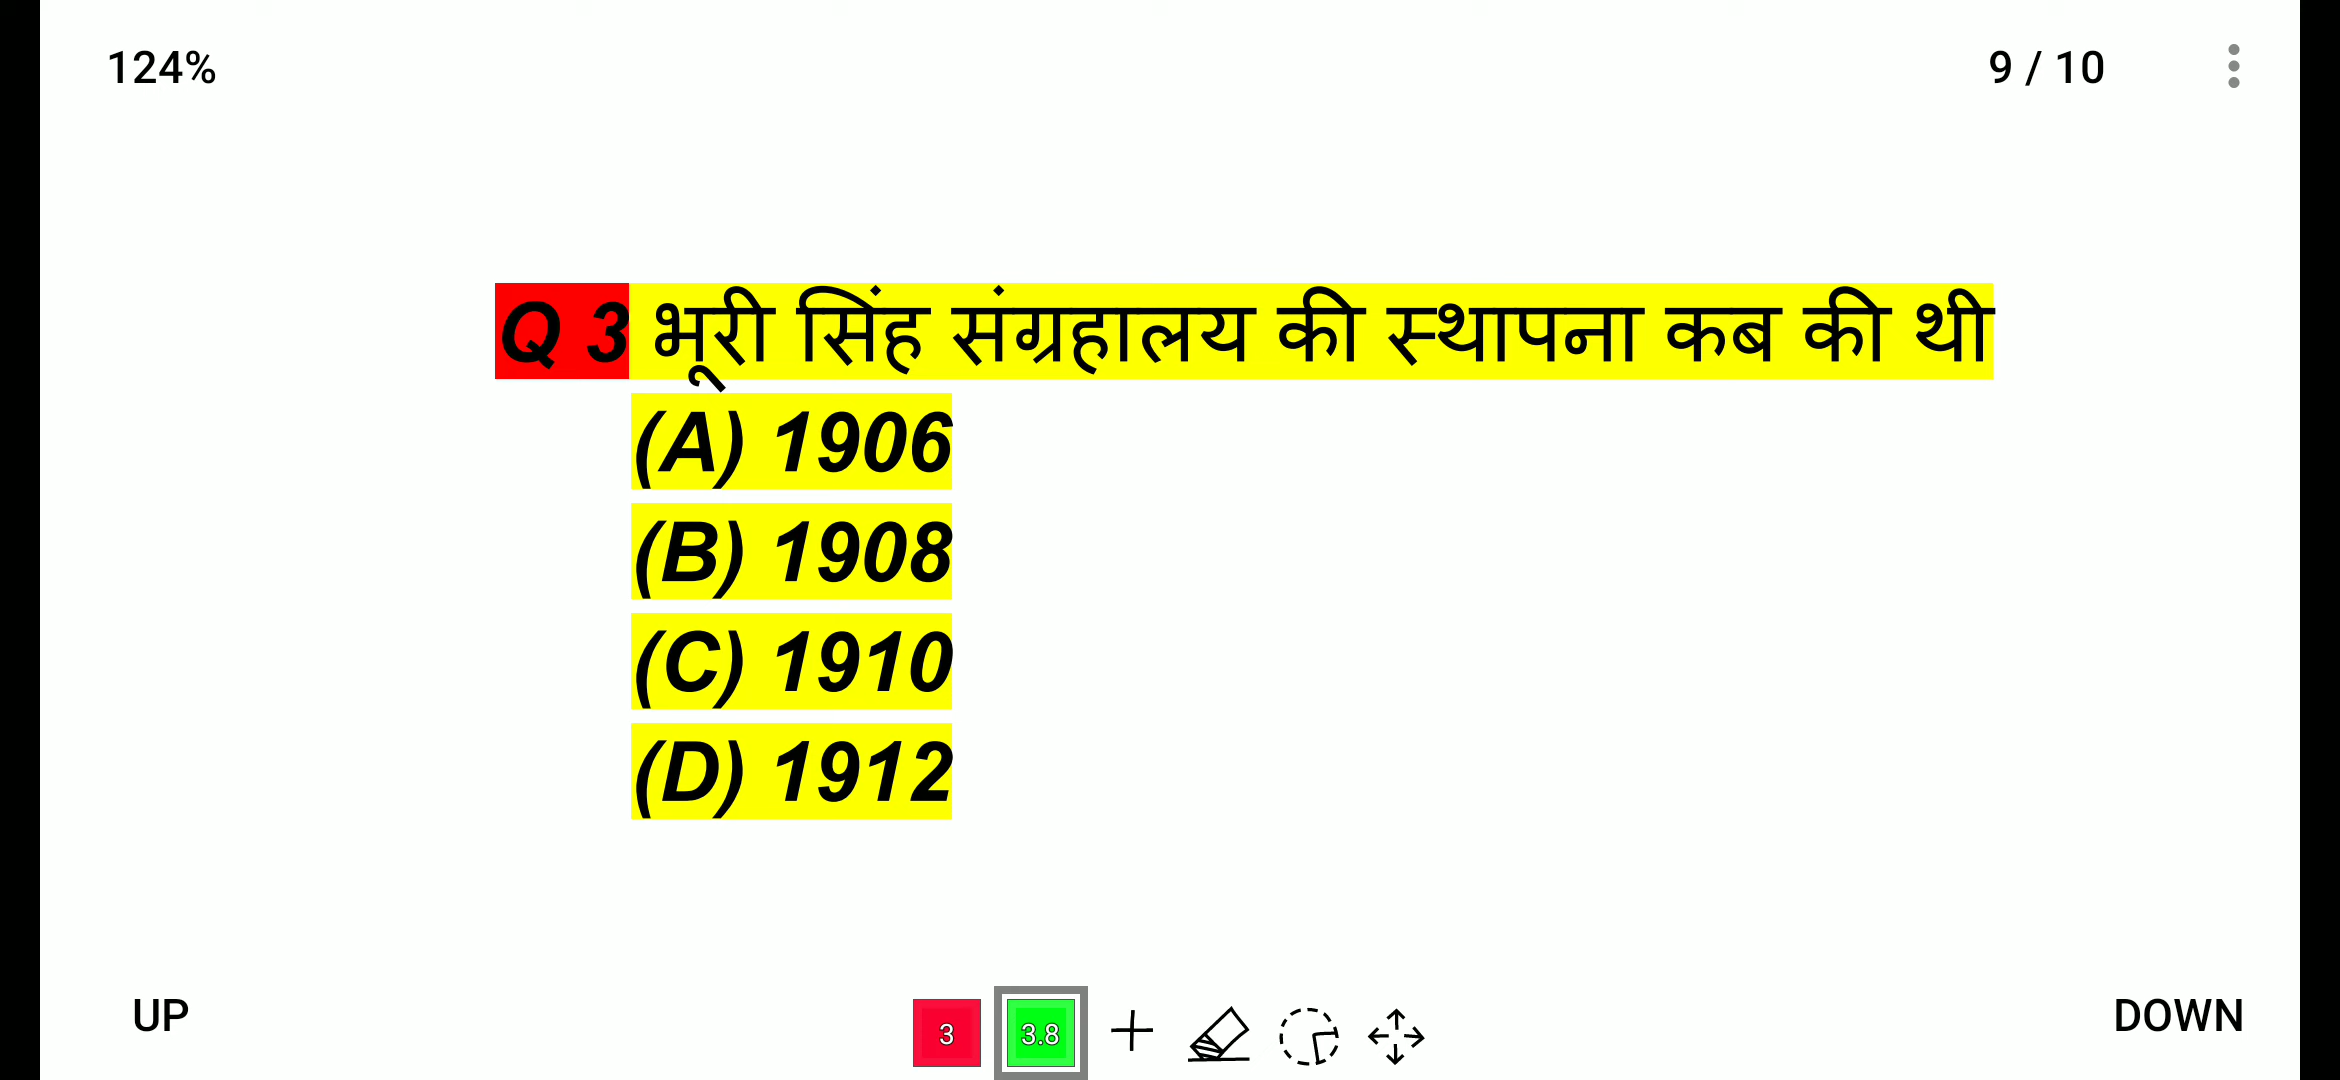 124%
9 / 10
Q 3 भूरी सिंह संग्रहालय की स्थापना कब की थी
(A) 1906
(B) 1908
(C) 1910
(D) 1912
UP
3
3.8
DOWN